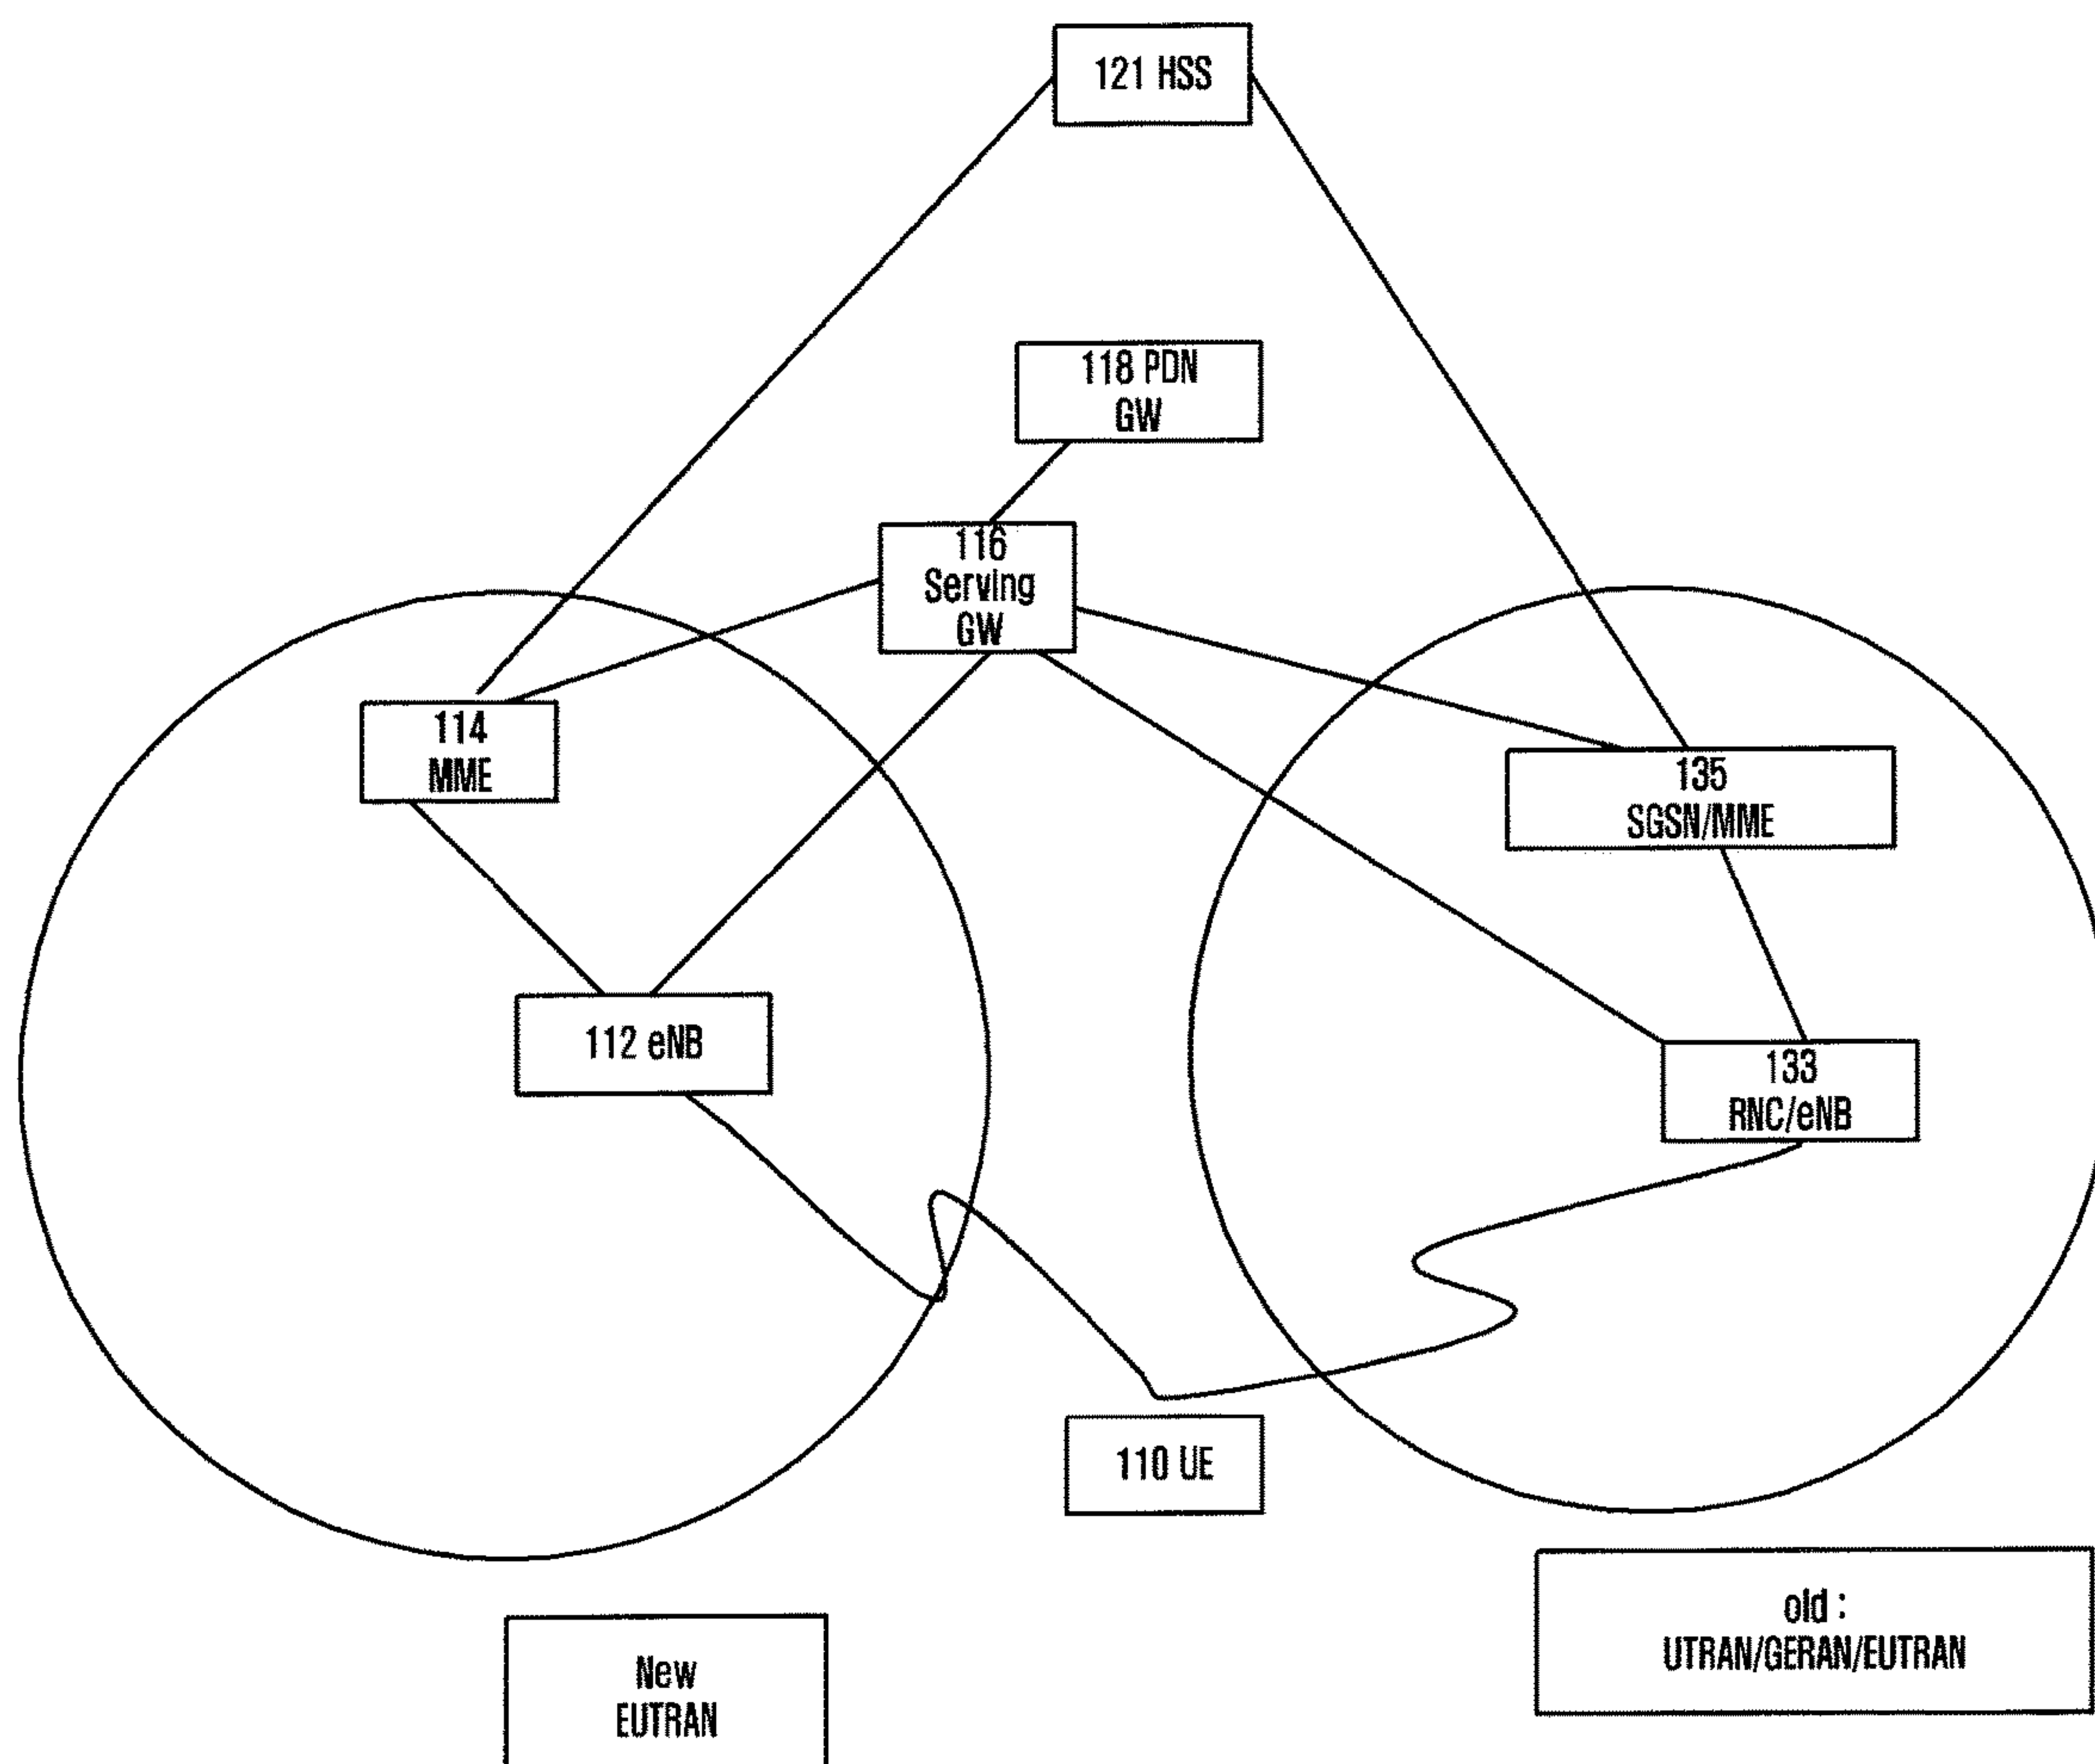 121 HSS
118 PDN
GW
116
Serving
GW
114
MME
135
SGSN/MME
112 eNB
133
RNC/eNB
110 UE
old :
UTRAN/GERAN/EUTRAN
New
EUTRAN